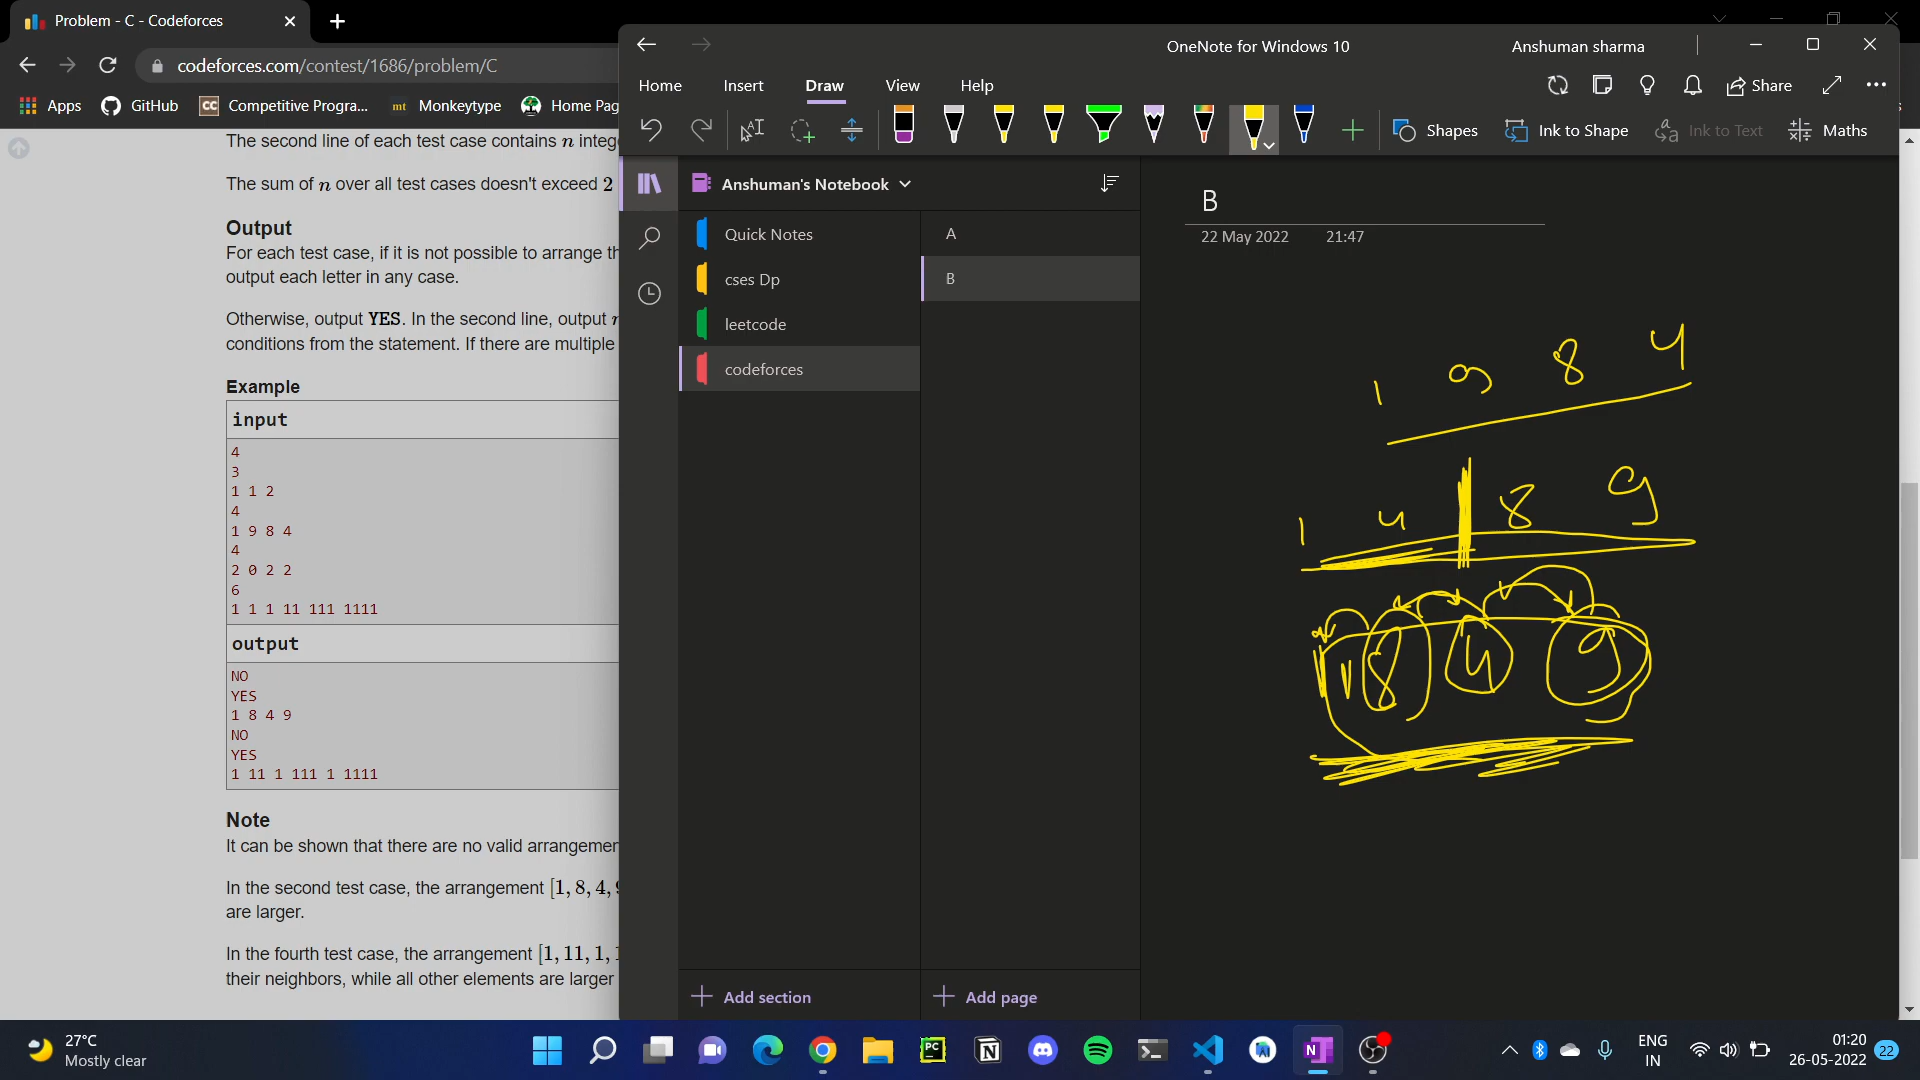 Problem - C - Codeforces
codeforces.com/contest/1686/problem/C
Apps GitHub Competitive Progra... Monkeytype Home Pag
The second line of each test case contains n integ
The sum of n over all test cases doesn't exceed 2
Output
For each test case, if it is not possible to arrange th
output each letter in any case.
Otherwise, output YES. In the second line, output n
conditions from the statement. If there are multiple
Example
input
4
3
1 1 2
4
1 9 8 4
4
2 0 2 2
6
1 1 1 11 111 1111
output
NO
YES
1 8 4 9
NO
YES
1 11 1 111 1 1111
Note
It can be shown that there are no valid arrangemen
In the second test case, the arrangement [1, 8, 4, 9
are larger.
In the fourth test case, the arrangement [1, 11, 1, 1
their neighbors, while all other elements are larger
OneNote for Windows 10
Anshuman sharma
Home Insert Draw View Help
Share
Shapes Ink to Shape Ink to Text Maths
Anshuman's Notebook
Quick Notes
cses Dp
leetcode
codeforces
Add section
A
B
Add page
B
22 May 2022 21:47
1 9 8 4
1 4 8 9
1 8 4 9
27°C
Mostly clear
ENG
IN
01:20
26-05-2022
22